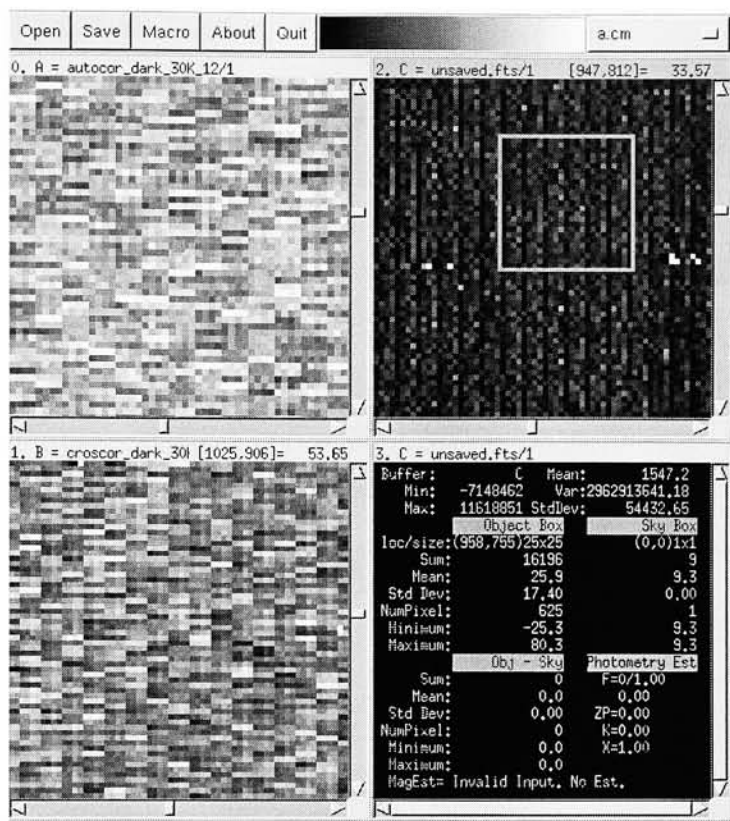 Open Save Macro About Quit a.cm
0. A = autocor_dark_30K_12/1
2. C = unsaved.fts/1 [947,812]= 33.57
1. B = croscor_dark_30K [1025,906]= 53.65
3. C = unsaved.fts/1
Buffer: C Mean: 1547.2
Min: -7148462 Var:2962913641.18
Max: 11618851 StdDev: 54432.65
Object Box Sky Box
loc/size:(958,755)25x25 (0,0)1x1
Sum: 16196 9
Mean: 25.9 9.3
Std Dev: 17.40 0.00
NumPixel: 625 1
Minimum: -25.3 9.3
Maximum: 80.3 9.3
Obj - Sky Photometry Est
Sum: 0 F=0/1.00
Mean: 0.0 0.00
Std Dev: 0.00 ZP=0.00
NumPixel: 0 K=0.00
Minimum: 0.0 X=1.00
Maximum: 0.0
MagEst= Invalid Input. No Est.